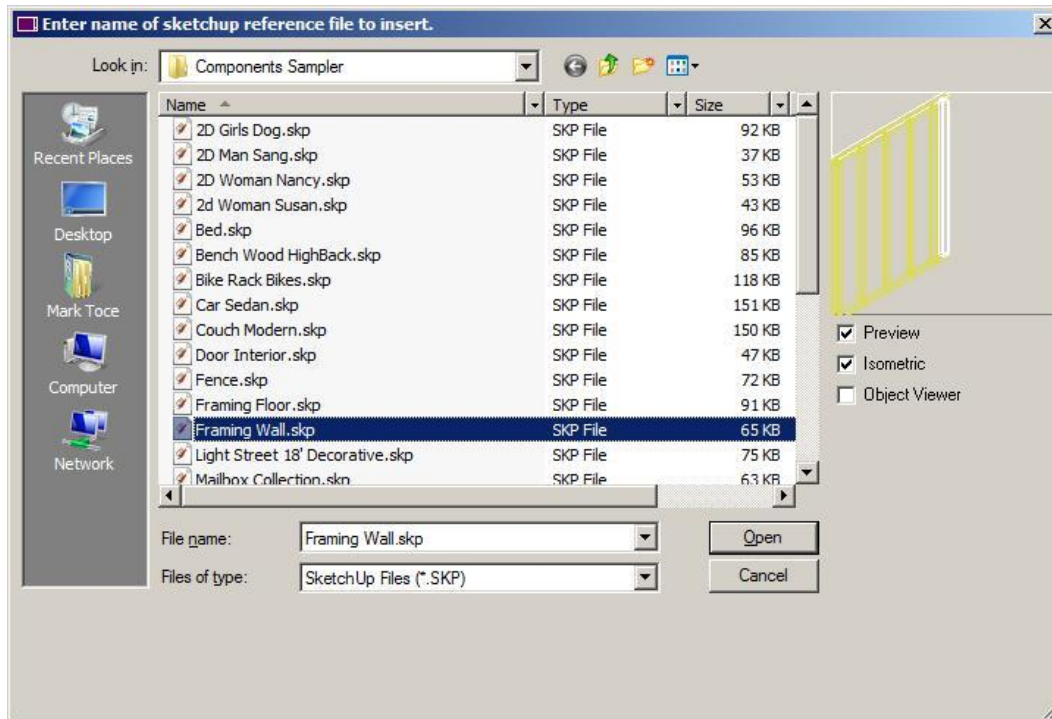 Enter name of sketchup reference file to insert.
Look in: Components Sampler
Name Type Size
2D Girls Dog.skp SKP File 92 KB
2D Man Sang.skp SKP File 37 KB
2D Woman Nancy.skp SKP File 53 KB
2d Woman Susan.skp SKP File 43 KB
Bed.skp SKP File 96 KB
Bench Wood HighBack.skp SKP File 85 KB
Bike Rack Bikes.skp SKP File 118 KB
Car Sedan.skp SKP File 151 KB
Couch Modern.skp SKP File 150 KB
Door Interior.skp SKP File 47 KB
Fence.skp SKP File 72 KB
Framing Floor.skp SKP File 91 KB
Framing Wall.skp SKP File 65 KB
Light Street 18' Decorative.skp SKP File 75 KB
Mailbox Collection.skp SKP File 63 KB
Recent Places
Desktop
Mark Toce
Computer
Network
Preview
Isometric
Object Viewer
File name: Framing Wall.skp Open
Files of type: SketchUp Files (*.SKP) Cancel